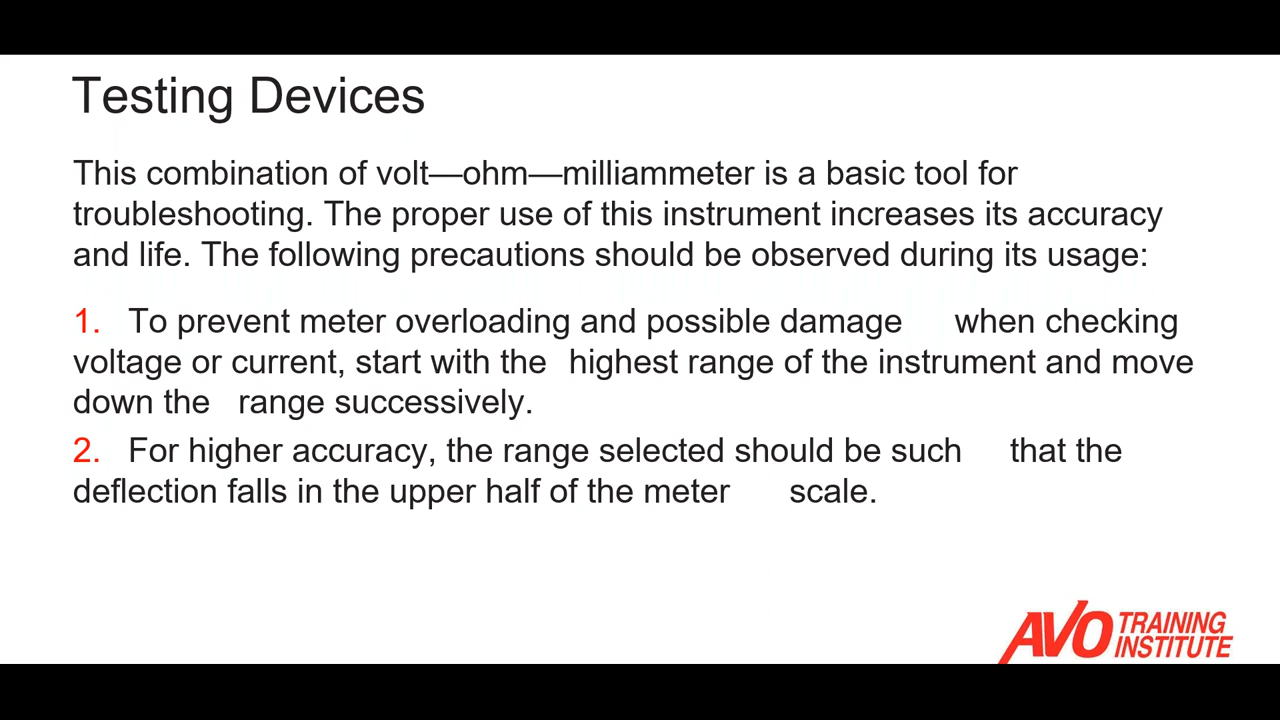 Testing Devices
This combination of volt—ohm—milliammeter is a basic tool for
troubleshooting. The proper use of this instrument increases its accuracy
and life. The following precautions should be observed during its usage:
1. To prevent meter overloading and possible damage when checking
voltage or current, start with the highest range of the instrument and move
down the range successively.
2. For higher accuracy, the range selected should be such that the
deflection falls in the upper half of the meter scale.
AVO TRAINING
INSTITUTE